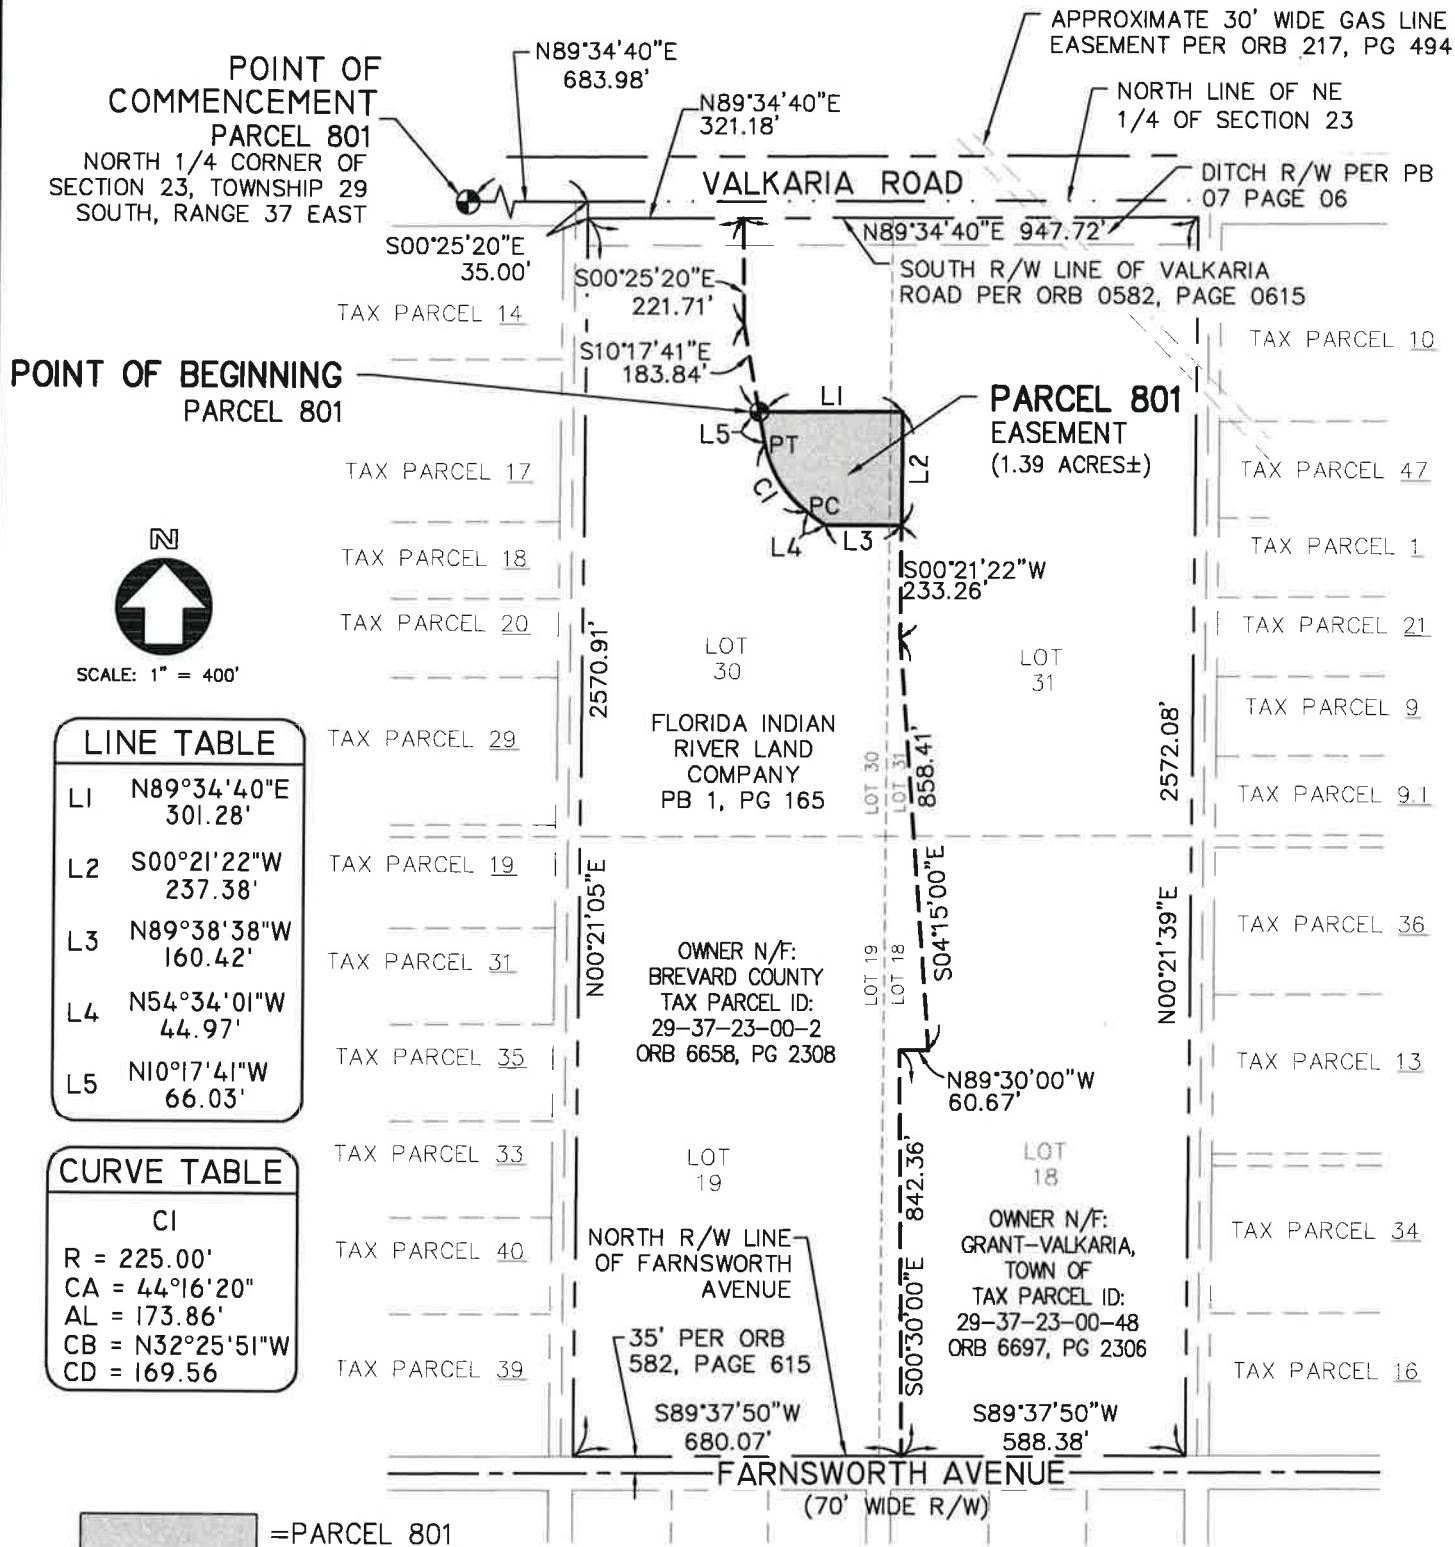 APPROXIMATE 30' WIDE GAS LINE
EASEMENT PER ORB 217, PG 494
N89°34'40"E
683.98'
POINT OF
COMMENCEMENT
PARCEL 801
NORTH 1/4 CORNER OF
SECTION 23, TOWNSHIP 29
SOUTH, RANGE 37 EAST
N89°34'40"E
321.18'
NORTH LINE OF NE
1/4 OF SECTION 23
VALKARIA ROAD
DITCH R/W PER PB
07 PAGE 06
S00°25'20"E
35.00'
N89°34'40"E 947.72'
SOUTH R/W LINE OF VALKARIA
ROAD PER ORB 0582, PAGE 0615
S00°25'20"E
221.71'
TAX PARCEL 14
TAX PARCEL 10
S10°17'41"E
183.84'
POINT OF BEGINNING
PARCEL 801
L1
PARCEL 801
EASEMENT
(1.39 ACRES±)
L5
PT
L2
C1
PC
L4
L3
TAX PARCEL 17
TAX PARCEL 47
N
SCALE: 1" = 400'
TAX PARCEL 18
TAX PARCEL 1
S00°21'22"W
233.26'
TAX PARCEL 20
TAX PARCEL 21
2570.91'
LOT
30
LOT
31
TAX PARCEL 29
TAX PARCEL 9
FLORIDA INDIAN
RIVER LAND
COMPANY
PB 1, PG 165
LOT 30
LOT 31
858.41'
2572.08'
TAX PARCEL 9.1
LINE TABLE
L1 N89°34'40"E
301.28'
L2 S00°21'22"W
237.38'
L3 N89°38'38"W
160.42'
L4 N54°34'01"W
44.97'
L5 N10°17'41"W
66.03'
TAX PARCEL 19
N00°21'05"E
S04°15'00"E
N00°21'39"E
TAX PARCEL 36
TAX PARCEL 31
OWNER N/F:
BREVARD COUNTY
TAX PARCEL ID:
29-37-23-00-2
ORB 6658, PG 2308
LOT 19
LOT 18
TAX PARCEL 35
TAX PARCEL 13
N89°30'00"W
60.67'
TAX PARCEL 33
CURVE TABLE
C1
R = 225.00'
CA = 44°16'20"
AL = 173.86'
CB = N32°25'51"W
CD = 169.56
LOT
19
LOT
18
842.36'
S00°30'00"E
TAX PARCEL 40
TAX PARCEL 34
NORTH R/W LINE
OF FARNSWORTH
AVENUE
OWNER N/F:
GRANT-VALKARIA,
TOWN OF
TAX PARCEL ID:
29-37-23-00-48
ORB 6697, PG 2306
35' PER ORB
582, PAGE 615
TAX PARCEL 39
TAX PARCEL 16
S89°37'50"W
680.07'
S89°37'50"W
588.38'
FARNSWORTH AVENUE
(70' WIDE R/W)
=PARCEL 801